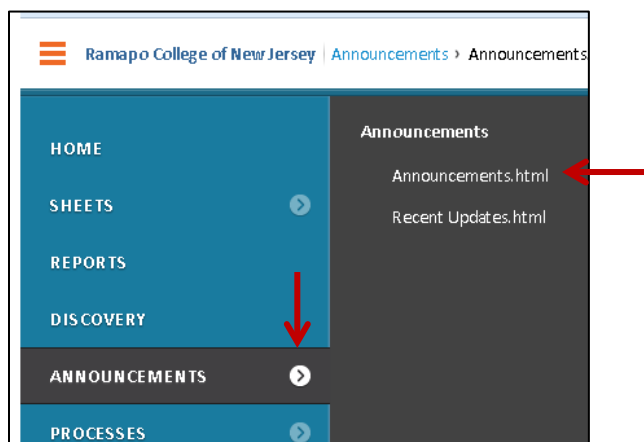 Ramapo College of New Jersey | Announcements › Announcements
HOME
SHEETS
REPORTS
DISCOVERY
ANNOUNCEMENTS
PROCESSES
Announcements
Announcements.html
Recent Updates.html